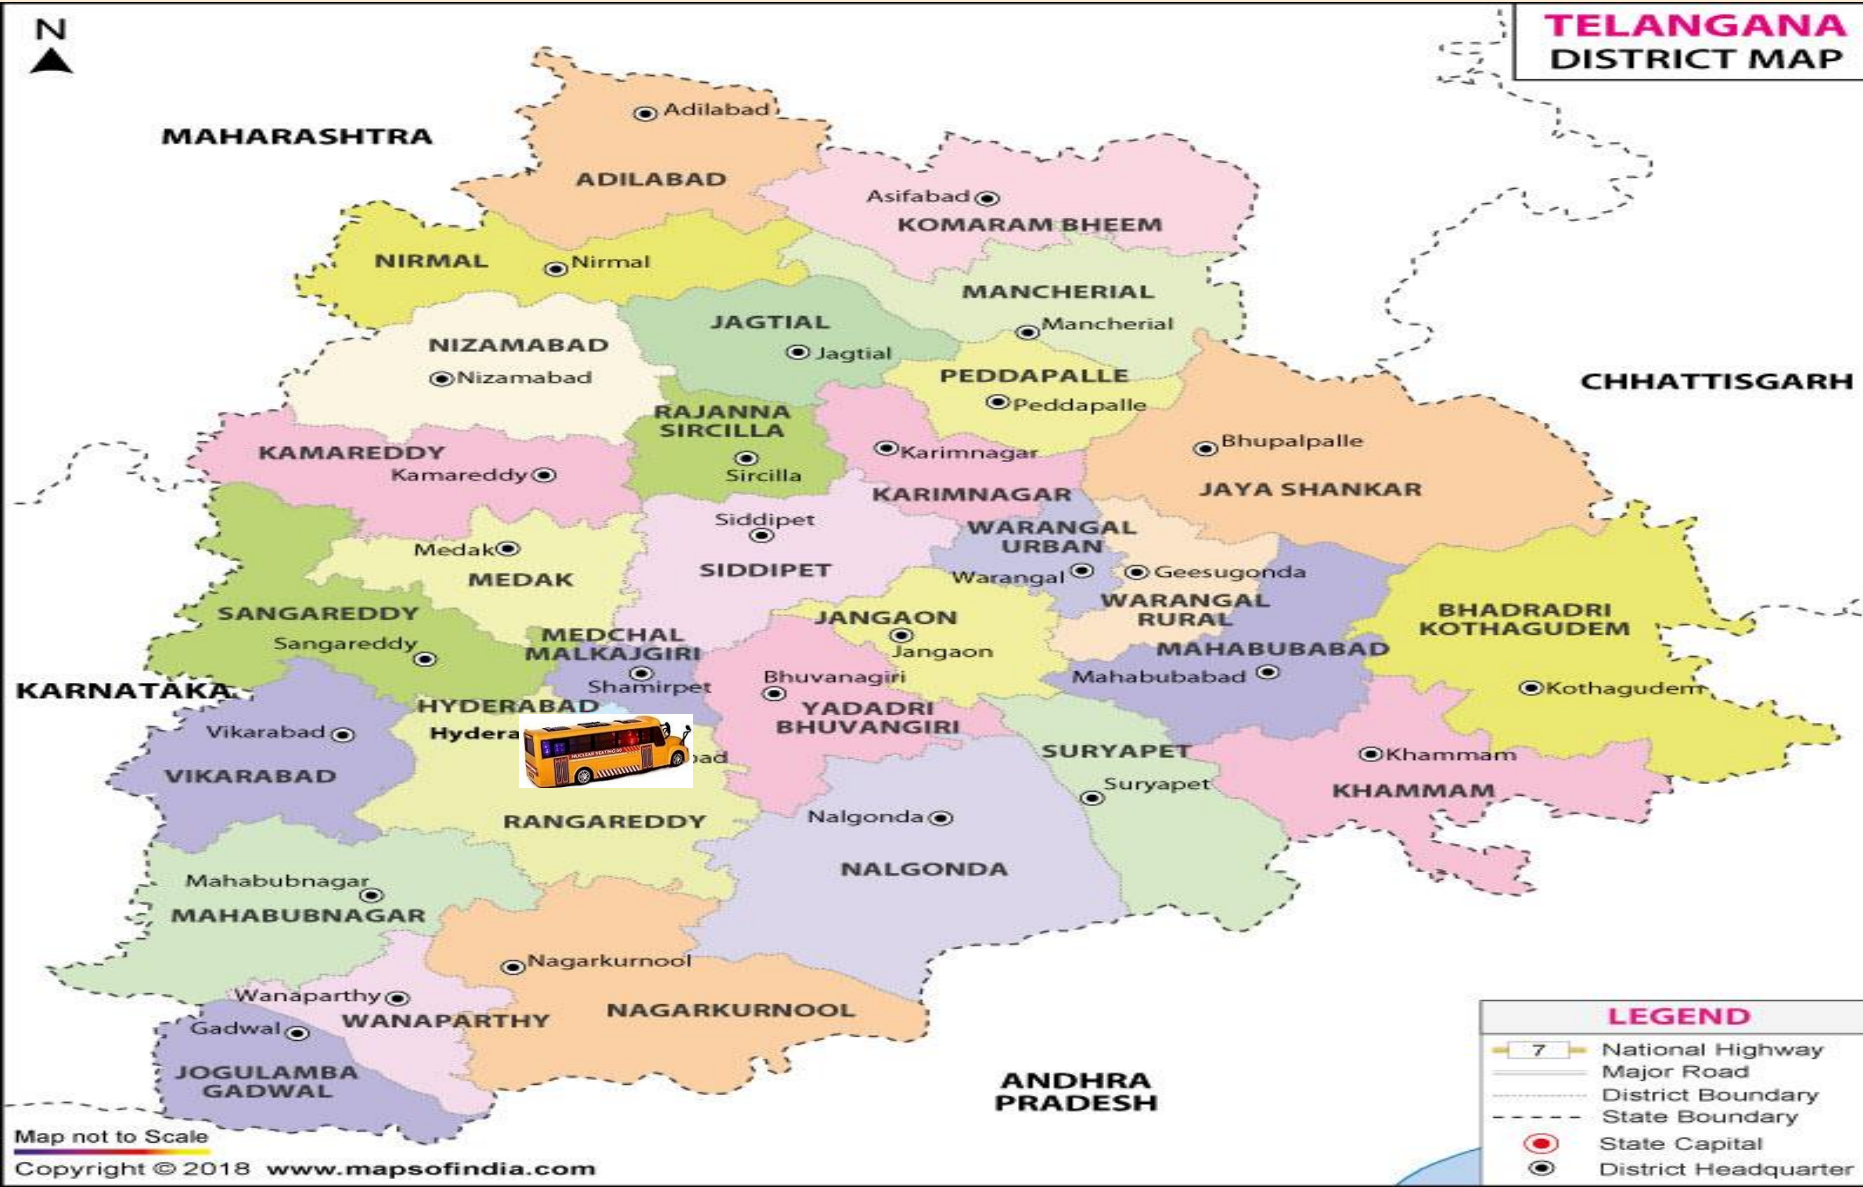 N
TELANGANA
DISTRICT MAP
MAHARASHTRA
Adilabad
ADILABAD
Asifabad
KOMARAM BHEEM
NIRMAL
Nirmal
MANCHERIAL
Mancherial
JAGTIAL
Jagtial
NIZAMABAD
Nizamabad
PEDDAPALLE
Peddapalle
CHHATTISGARH
RAJANNA
SIRCILLA
Sircilla
KAMAREDDY
Kamareddy
Karimnagar
KARIMNAGAR
Bhupalpalle
JAYA SHANKAR
Siddipet
SIDDIPET
WARANGAL
URBAN
Warangal
Geesugonda
WARANGAL
RURAL
Medak
MEDAK
SANGAREDDY
Sangareddy
MEDCHAL
MALKAJGIRI
Shamirpet
JANGAON
Jangaon
BHADRADRI
KOTHAGUDEM
Kothagudem
MAHABUBABAD
Mahabubabad
KARNATAKA
Bhuvanagiri
YADADRI
BHUVANGIRI
HYDERABAD
Hydera
bad
Vikarabad
VIKARABAD
SURYAPET
Suryapet
Khammam
KHAMMAM
RANGAREDDY
Nalgonda
NALGONDA
Mahabubnagar
MAHABUBNAGAR
Nagarkurnool
NAGARKURNOOL
Wanaparthy
WANAPARTHY
Gadwal
JOGULAMBA
GADWAL
ANDHRA
PRADESH
LEGEND
7 National Highway
Major Road
District Boundary
State Boundary
State Capital
District Headquarter
Map not to Scale
Copyright © 2018 www.mapsofindia.com